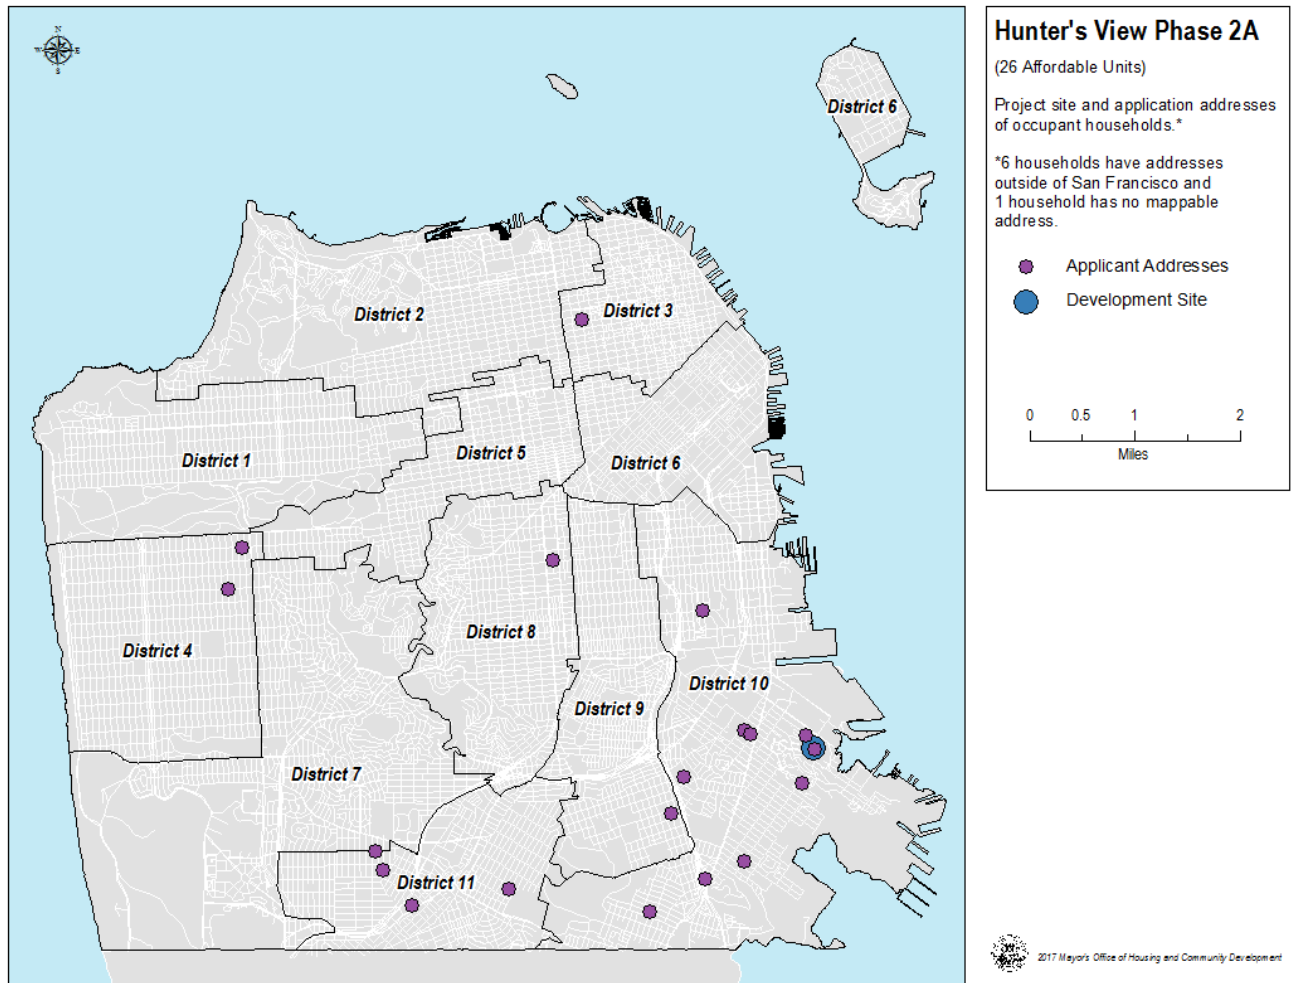 N
W E
S
District 6
District 2
District 3
District 1
District 5
District 6
District 4
District 8
District 10
District 9
District 7
District 11
Hunter's View Phase 2A
(26 Affordable Units)
Project site and application addresses
of occupant households.*
*6 households have addresses
outside of San Francisco and
1 household has no mappable
address.
Applicant Addresses
Development Site
0 0.5 1 2
Miles
2017 Mayor's Office of Housing and Community Development